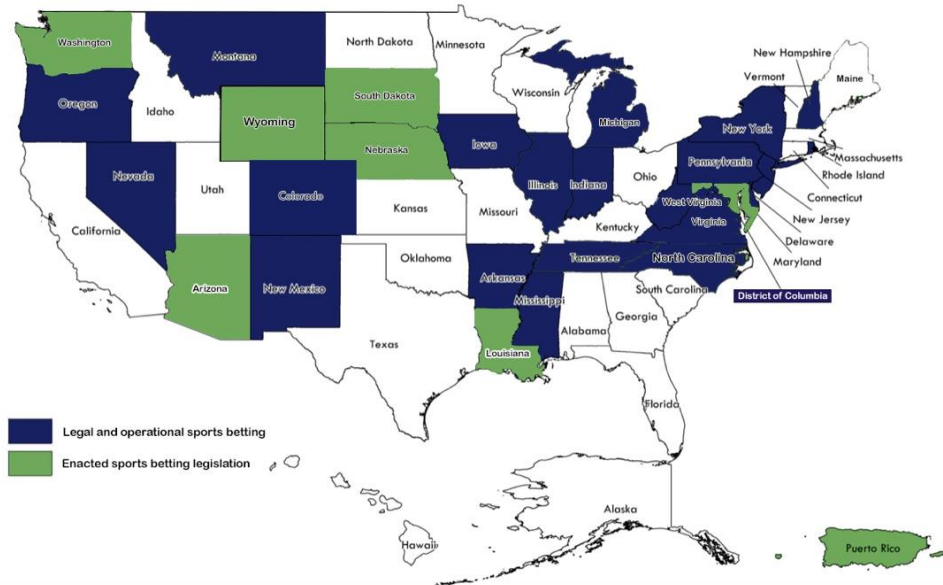 Washington
Montana
North Dakota
Minnesota
New Hampshire
Vermont
Maine
Oregon
Idaho
Wyoming
South Dakota
Wisconsin
Michigan
New York
Nebraska
Iowa
Pennsylvania
Massachusetts
Rhode Island
Connecticut
New Jersey
Delaware
Maryland
Nevada
Utah
Colorado
Kansas
Missouri
Illinois
Indiana
Ohio
West Virginia
Virginia
Kentucky
California
Arizona
New Mexico
Oklahoma
Arkansas
Tennessee
North Carolina
South Carolina
District of Columbia
Mississippi
Alabama
Georgia
Texas
Louisiana
Florida
Legal and operational sports betting
Enacted sports betting legislation
Alaska
Hawaii
Puerto Rico